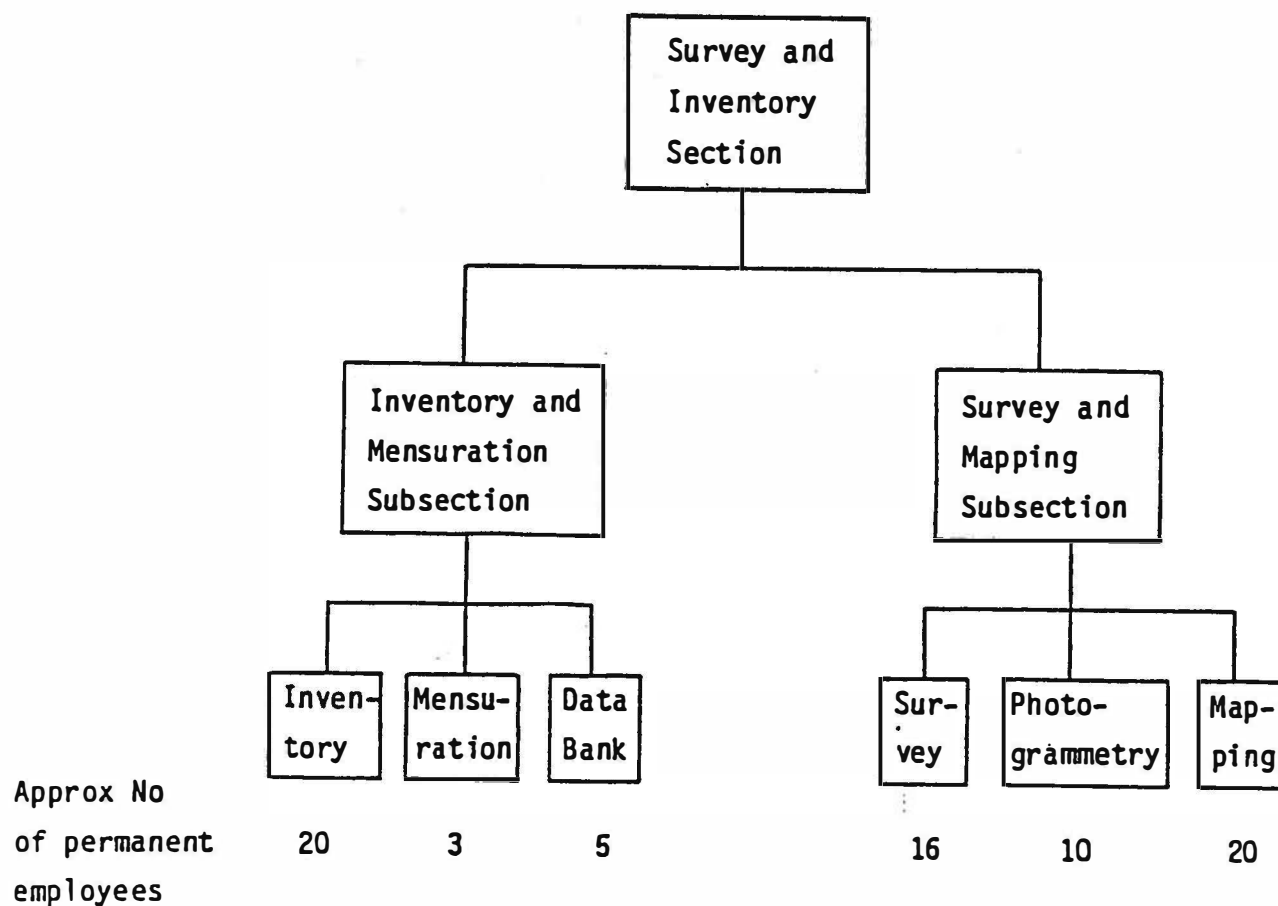 Survey and
Inventory
Section
Inventory and
Mensuration
Subsection
Survey and
Mapping
Subsection
Inven-
tory
Mensu-
ration
Data
Bank
Sur-
vey
Photo-
grammetry
Map-
ping
Approx No
of permanent
employees
20 3 5 16 10 20